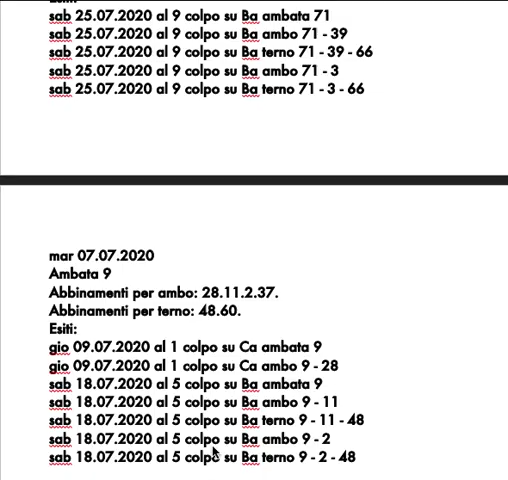 sab 25.07.2020 al 9 colpo su Ba ambata 71
sab 25.07.2020 al 9 colpo su Ba ambo 71 - 39
sab 25.07.2020 al 9 colpo su Ba terno 71 - 39 - 66
sab 25.07.2020 al 9 colpo su Ba ambo 71 - 3
sab 25.07.2020 al 9 colpo su Ba terno 71 - 3 - 66
mar 07.07.2020
Ambata 9
Abbinamenti per ambo: 28.11.2.37.
Abbinamenti per terno: 48.60.
Esiti:
gio 09.07.2020 al 1 colpo su Ca ambata 9
gio 09.07.2020 al 1 colpo su Ca ambo 9 - 28
sab 18.07.2020 al 5 colpo su Ba ambata 9
sab 18.07.2020 al 5 colpo su Ba ambo 9 - 11
sab 18.07.2020 al 5 colpo su Ba terno 9 - 11 - 48
sab 18.07.2020 al 5 colpo su Ba ambo 9 - 2
sab 18.07.2020 al 5 colpo su Ba terno 9 - 2 - 48